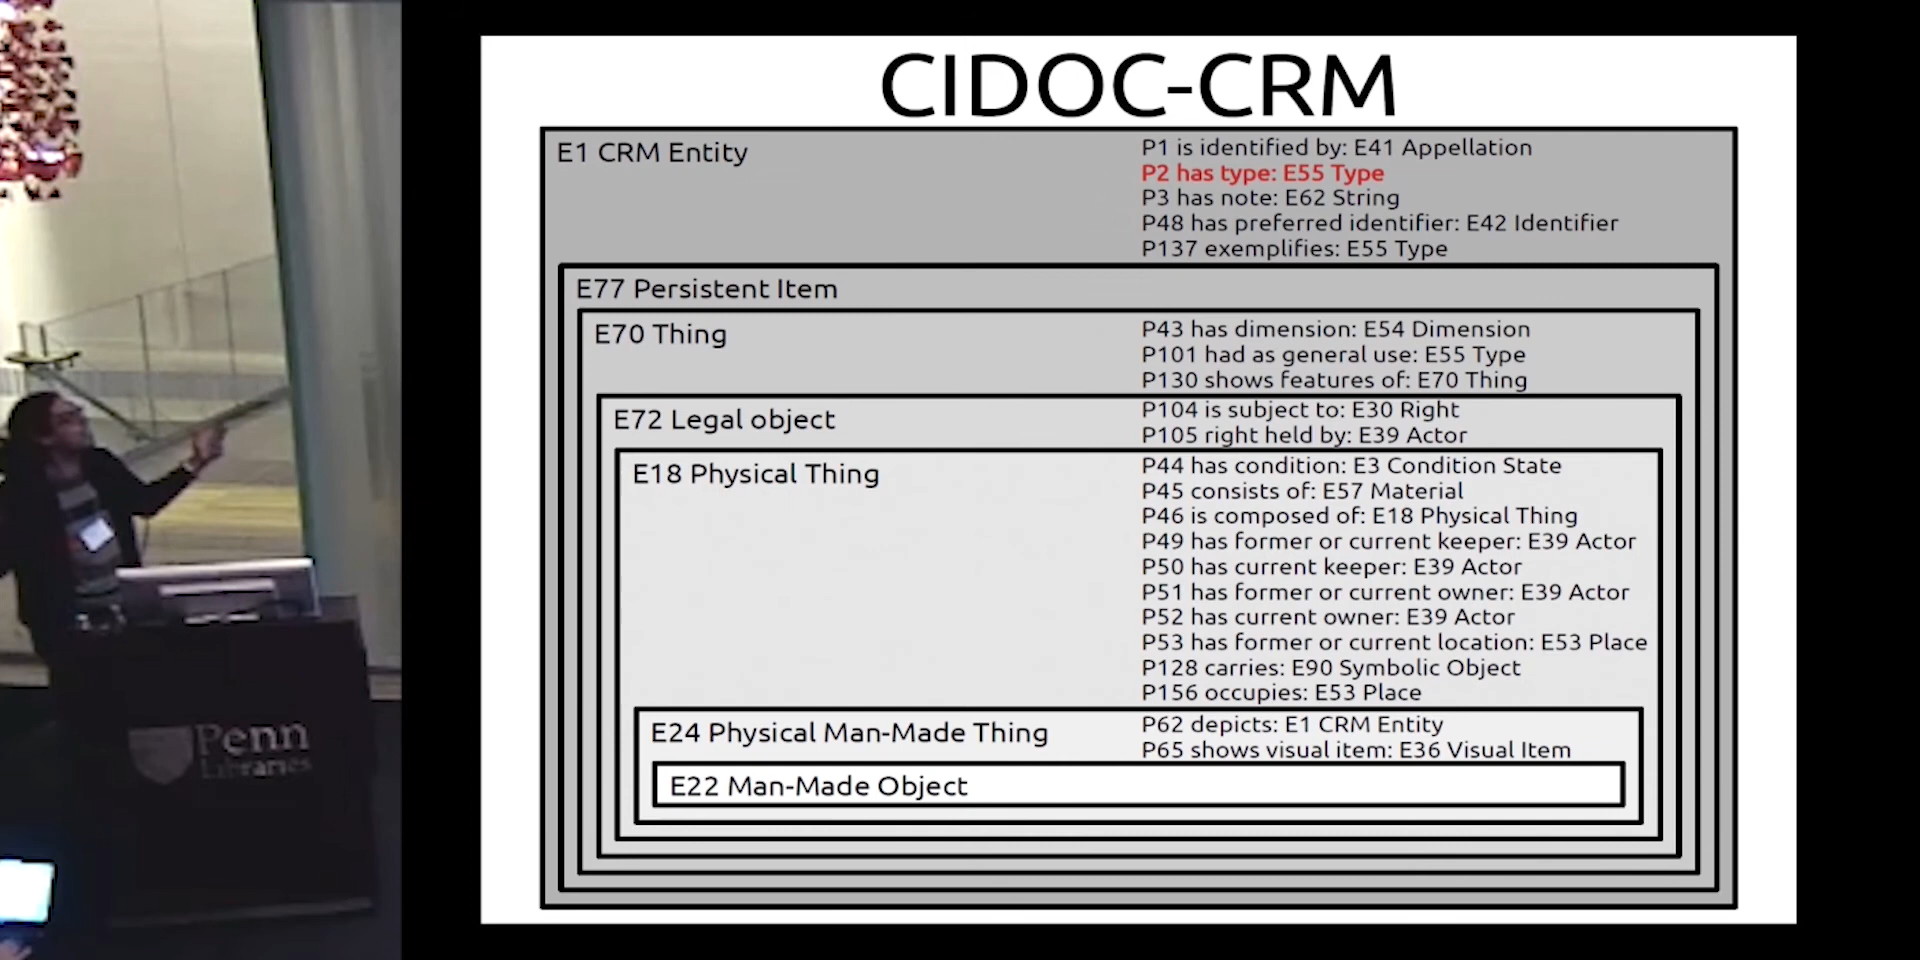 CIDOC-CRM
E1 CRM Entity
P1 is identified by: E41 Appellation
P2 has type: E55 Type
P3 has note: E62 String
P48 has preferred identifier: E42 Identifier
P137 exemplifies: E55 Type
E77 Persistent Item
E70 Thing
P43 has dimension: E54 Dimension
P101 had as general use: E55 Type
P130 shows features of: E70 Thing
E72 Legal object
P104 is subject to: E30 Right
P105 right held by: E39 Actor
E18 Physical Thing
P44 has condition: E3 Condition State
P45 consists of: E57 Material
P46 is composed of: E18 Physical Thing
P49 has former or current keeper: E39 Actor
P50 has current keeper: E39 Actor
P51 has former or current owner: E39 Actor
P52 has current owner: E39 Actor
P53 has former or current location: E53 Place
P128 carries: E90 Symbolic Object
P156 occupies: E53 Place
E24 Physical Man-Made Thing
P62 depicts: E1 CRM Entity
P65 shows visual item: E36 Visual Item
E22 Man-Made Object
Penn
Libraries